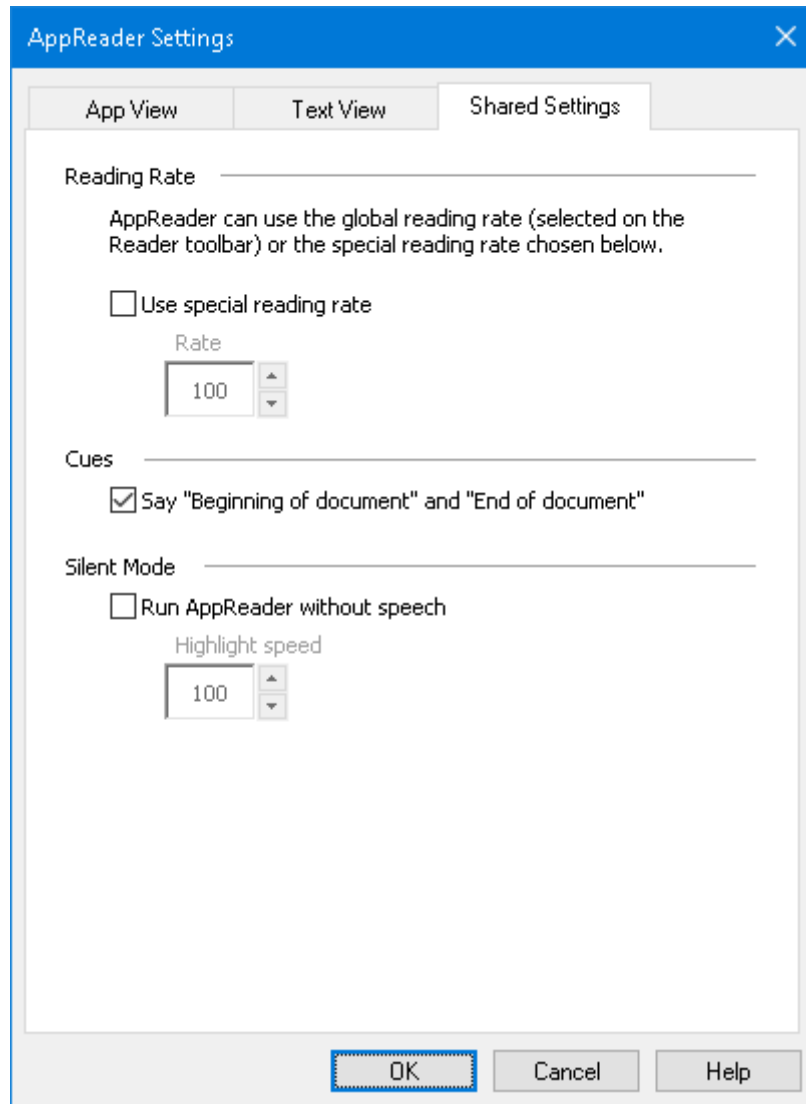 AppReader Settings
App View
Text View
Shared Settings
Reading Rate
AppReader can use the global reading rate (selected on the
Reader toolbar) or the special reading rate chosen below.
Use special reading rate
Rate
100
Cues
Say "Beginning of document" and "End of document"
Silent Mode
Run AppReader without speech
Highlight speed
100
OK
Cancel
Help